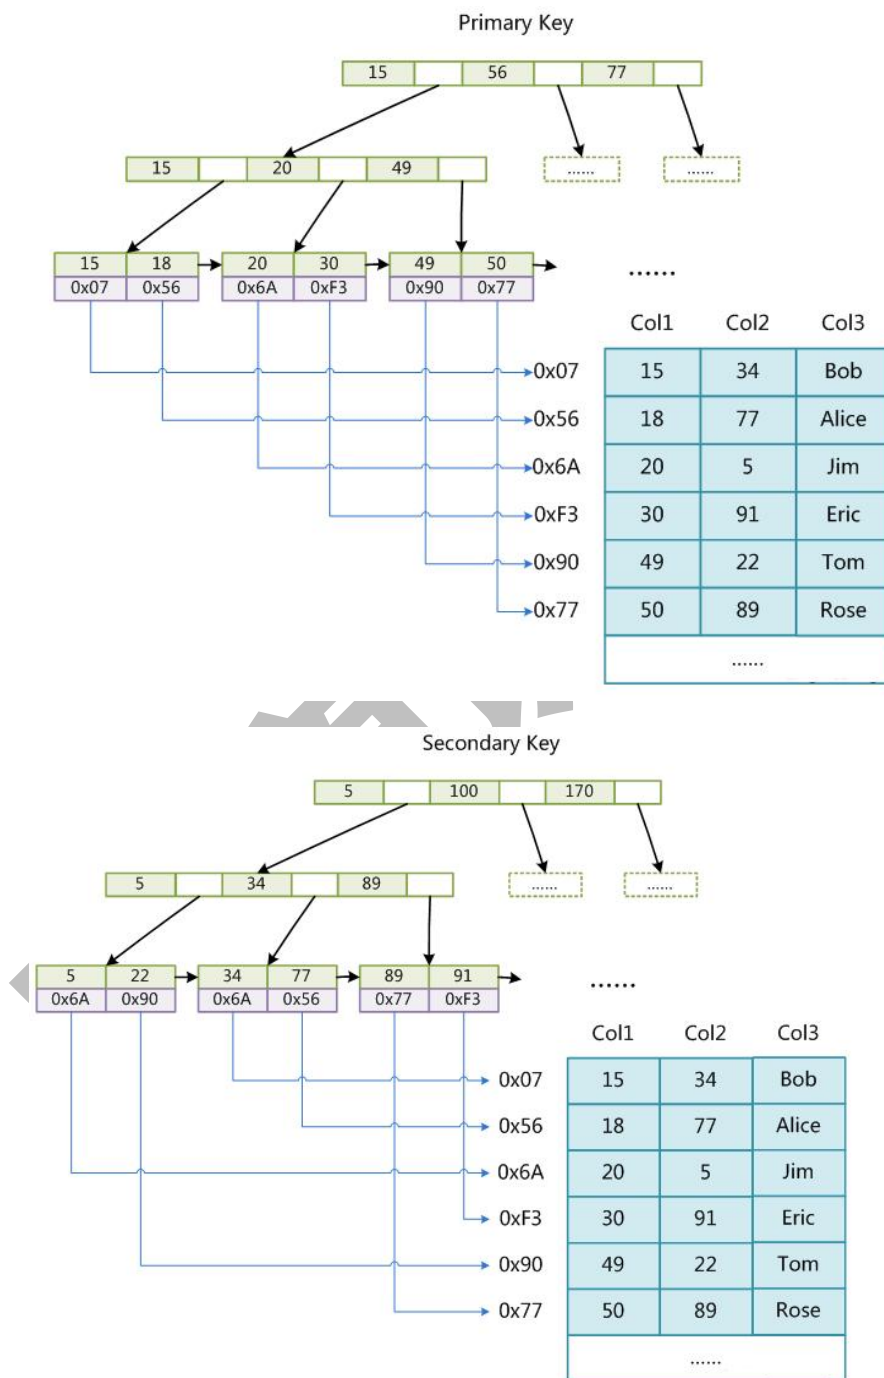 Primary Key
15 56 77
15 20 49
...... ......
15 18 20 30 49 50
0x07 0x56 0x6A 0xF3 0x90 0x77
......
Col1 Col2 Col3
0x07 15 34 Bob
0x56 18 77 Alice
0x6A 20 5 Jim
0xF3 30 91 Eric
0x90 49 22 Tom
0x77 50 89 Rose
......
Secondary Key
5 100 170
5 34 89
...... ......
5 22 34 77 89 91
0x6A 0x90 0x6A 0x56 0x77 0xF3
......
Col1 Col2 Col3
0x07 15 34 Bob
0x56 18 77 Alice
0x6A 20 5 Jim
0xF3 30 91 Eric
0x90 49 22 Tom
0x77 50 89 Rose
......